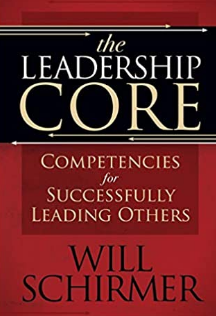 the
LEADERSHIP
CORE
COMPETENCIES
for
SUCCESSFULLY
LEADING OTHERS
WILL
SCHIRMER